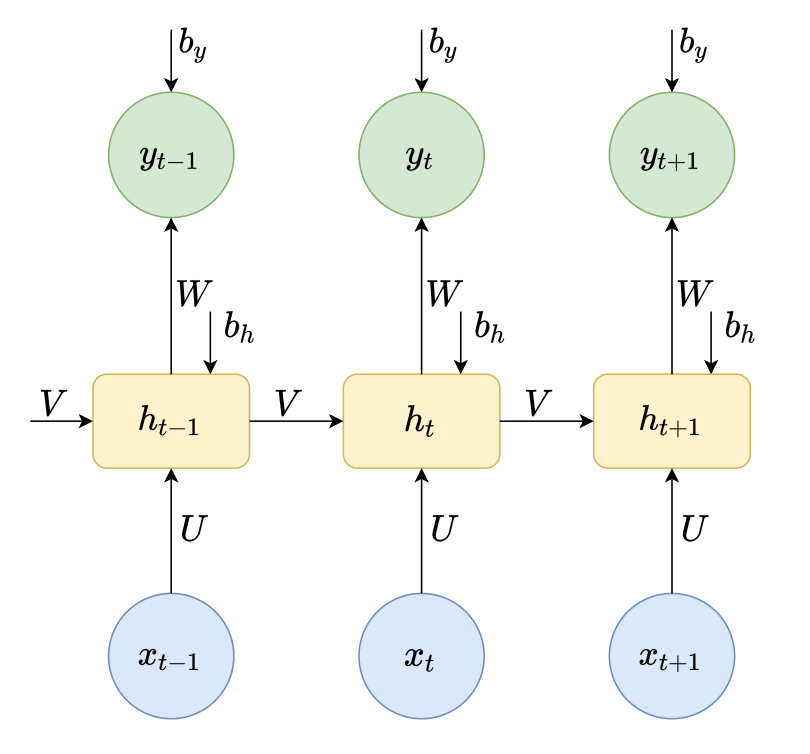 b_y b_y b_y
y_{t-1} y_t y_{t+1}
W W W
b_h b_h b_h
V V V
h_{t-1} h_t h_{t+1}
U U U
x_{t-1} x_t x_{t+1}